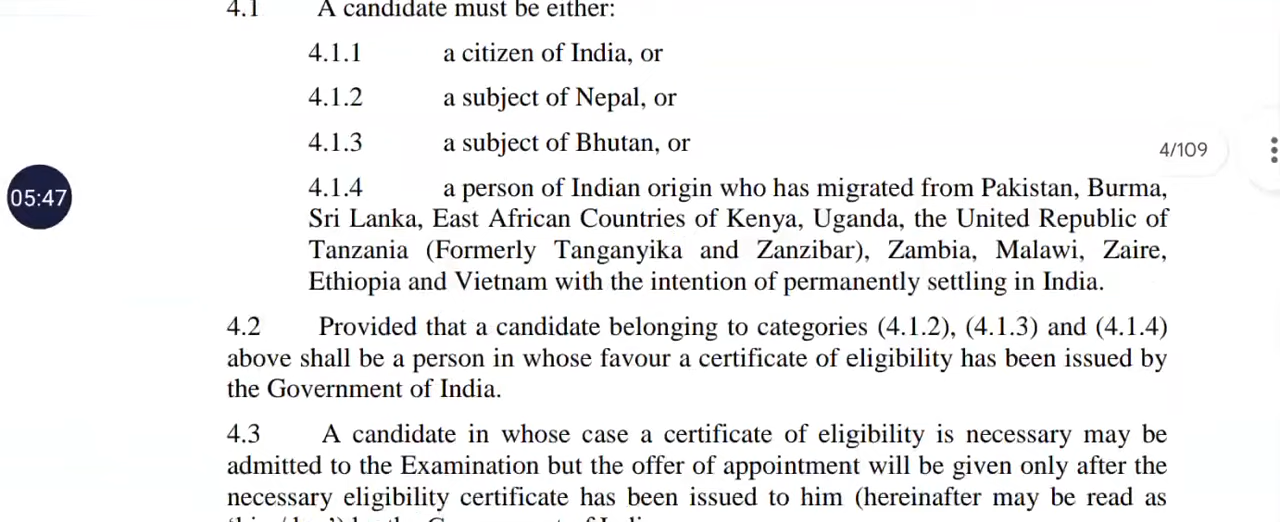 4.1 A candidate must be either:
4.1.1 a citizen of India, or
4.1.2 a subject of Nepal, or
4.1.3 a subject of Bhutan, or
4/109
4.1.4 a person of Indian origin who has migrated from Pakistan, Burma,
05:47
Sri Lanka, East African Countries of Kenya, Uganda, the United Republic of
Tanzania (Formerly Tanganyika and Zanzibar), Zambia, Malawi, Zaire,
Ethiopia and Vietnam with the intention of permanently settling in India.
4.2 Provided that a candidate belonging to categories (4.1.2), (4.1.3) and (4.1.4)
above shall be a person in whose favour a certificate of eligibility has been issued by
the Government of India.
4.3 A candidate in whose case a certificate of eligibility is necessary may be
admitted to the Examination but the offer of appointment will be given only after the
necessary eligibility certificate has been issued to him (hereinafter may be read as